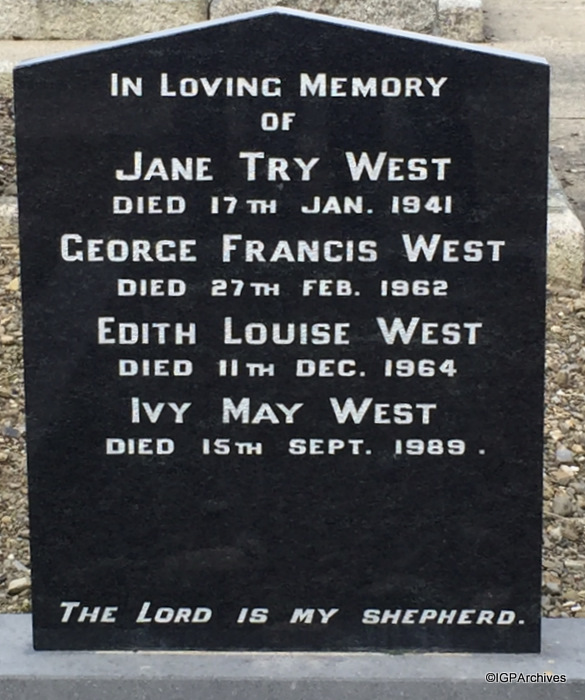 In Loving Memory
of
Jane Try West
died 17th Jan. 1941
George Francis West
died 27th Feb. 1962
Edith Louise West
died 11th Dec. 1964
Ivy May West
died 15th Sept. 1989.
The Lord is my shepherd.
©IGPArchives